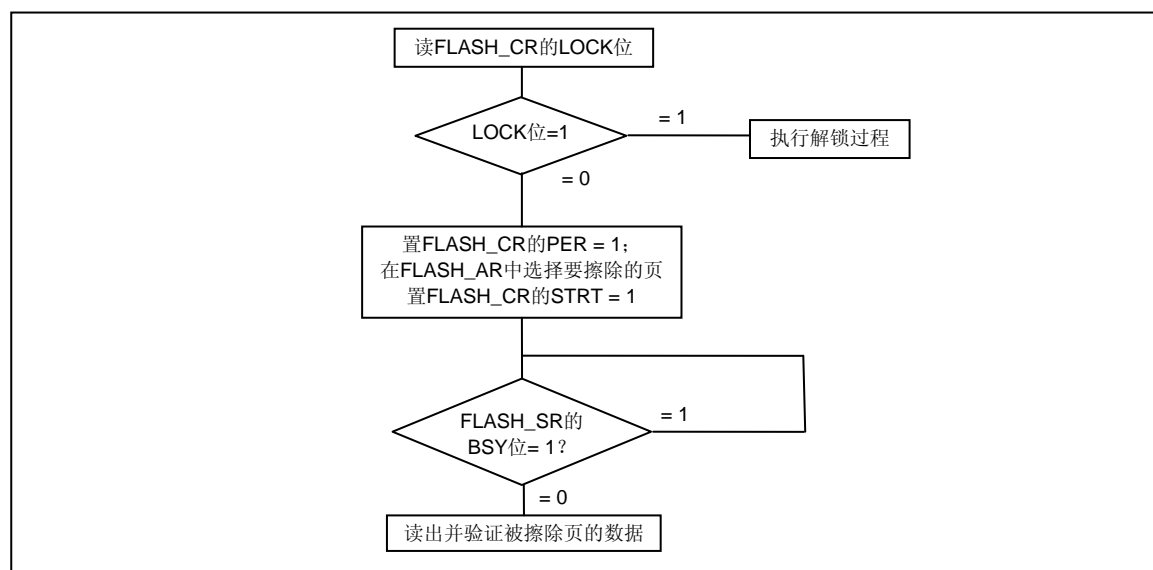 读FLASH_CR的LOCK位
LOCK位=1
= 1
执行解锁过程
= 0
置FLASH_CR的PER = 1;
在FLASH_AR中选择要擦除的页
置FLASH_CR的STRT = 1
FLASH_SR的
BSY位= 1?
= 1
= 0
读出并验证被擦除页的数据